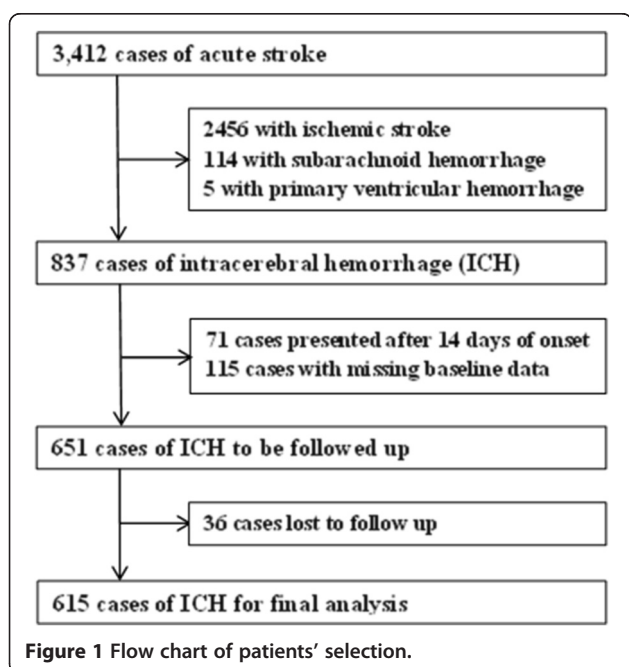 3,412 cases of acute stroke
2456 with ischemic stroke
114 with subarachnoid hemorrhage
5 with primary ventricular hemorrhage
837 cases of intracerebral hemorrhage (ICH)
71 cases presented after 14 days of onset
115 cases with missing baseline data
651 cases of ICH to be followed up
36 cases lost to follow up
615 cases of ICH for final analysis
Figure 1 Flow chart of patients’ selection.